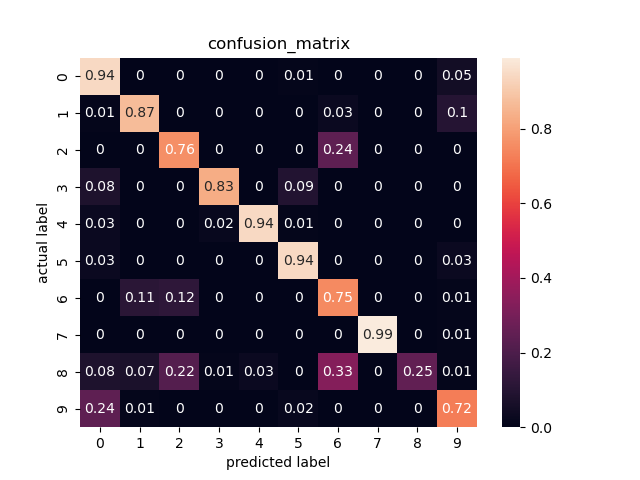 confusion_matrix
0 0.94 0 0 0 0 0.01 0 0 0 0.05
1 0.01 0.87 0 0 0 0 0.03 0 0 0.1
2 0 0 0.76 0 0 0 0.24 0 0 0
3 0.08 0 0 0.83 0 0.09 0 0 0 0
4 0.03 0 0 0.02 0.94 0.01 0 0 0 0
5 0.03 0 0 0 0 0.94 0 0 0 0.03
6 0 0.11 0.12 0 0 0 0.75 0 0 0.01
7 0 0 0 0 0 0 0 0.99 0 0.01
8 0.08 0.07 0.22 0.01 0.03 0 0.33 0 0.25 0.01
9 0.24 0.01 0 0 0 0.02 0 0 0 0.72
0 1 2 3 4 5 6 7 8 9
predicted label
actual label
0.8
0.6
0.4
0.2
0.0